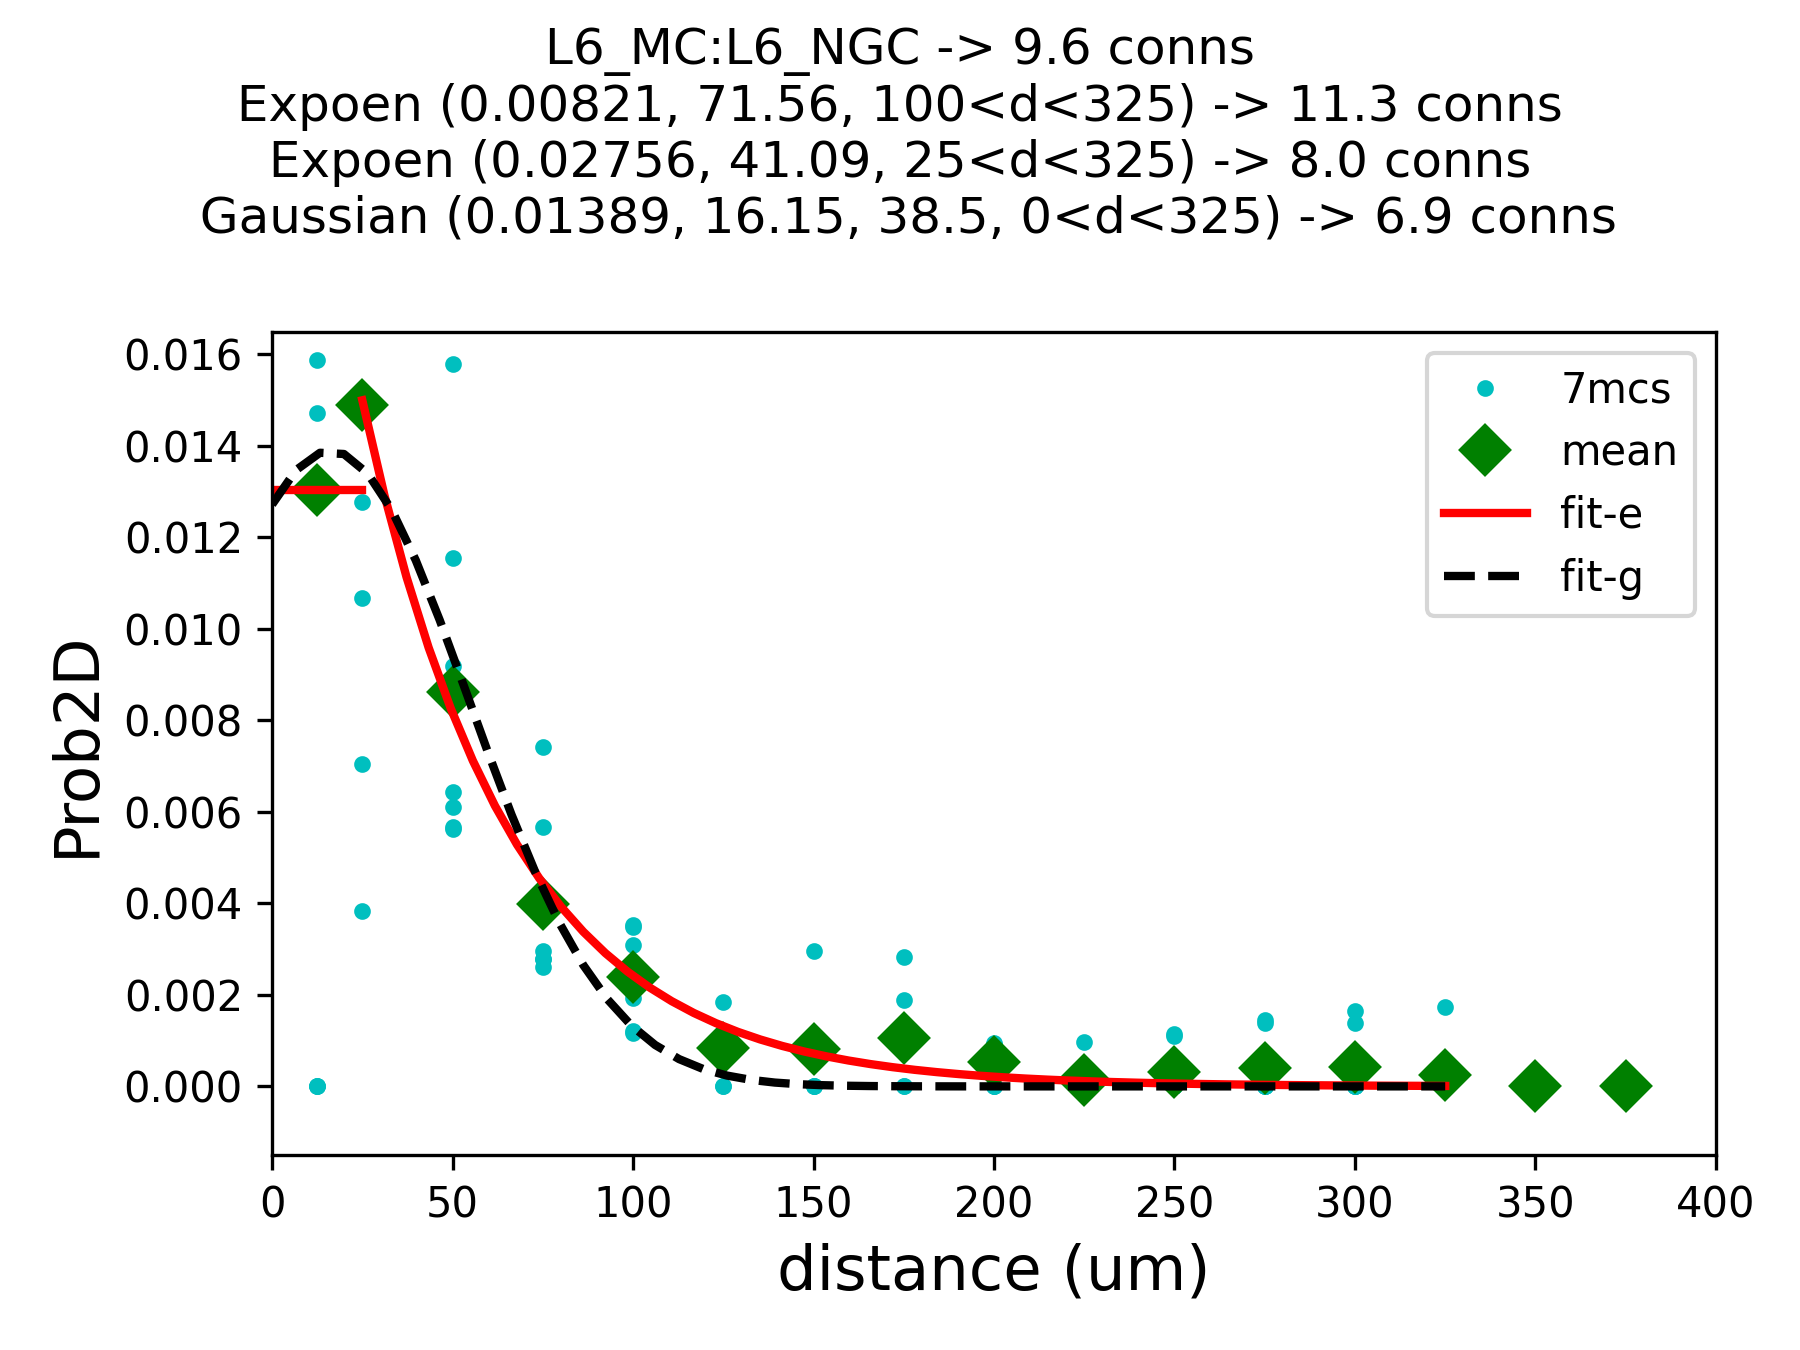 L6_MC:L6_NGC -> 9.6 conns
Expoen (0.00821, 71.56, 100<d<325) -> 11.3 conns
Expoen (0.02756, 41.09, 25<d<325) -> 8.0 conns
Gaussian (0.01389, 16.15, 38.5, 0<d<325) -> 6.9 conns
0.016
0.014
0.012
0.010
0.008
0.006
0.004
0.002
0.000
Prob2D
7mcs
mean
fit-e
fit-g
0 50 100 150 200 250 300 350 400
distance (um)